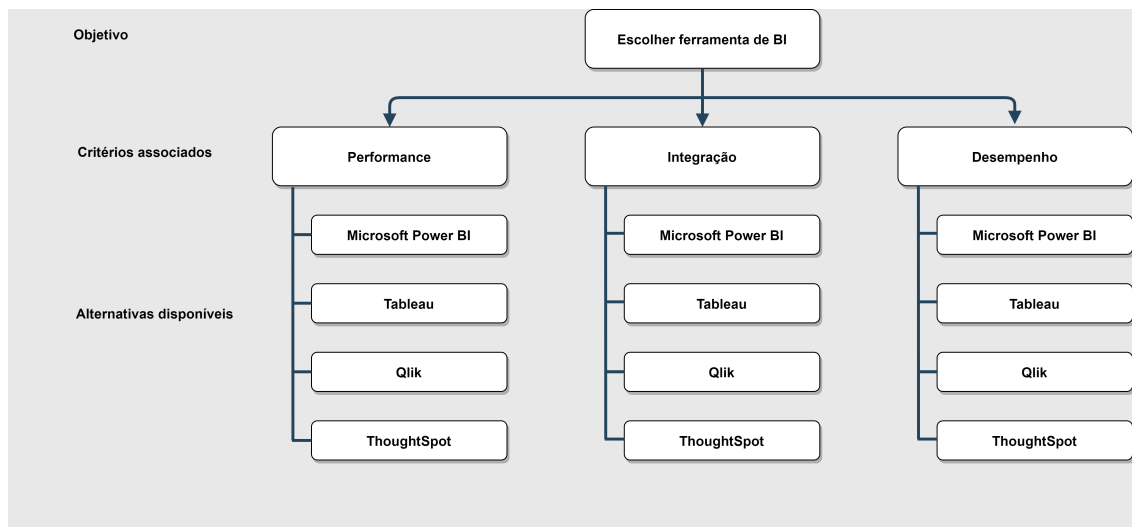 Objetivo
Escolher ferramenta de BI
Critérios associados
Performance
Integração
Desempenho
Alternativas disponíveis
Microsoft Power BI
Tableau
Qlik
ThoughtSpot
Microsoft Power BI
Tableau
Qlik
ThoughtSpot
Microsoft Power BI
Tableau
Qlik
ThoughtSpot